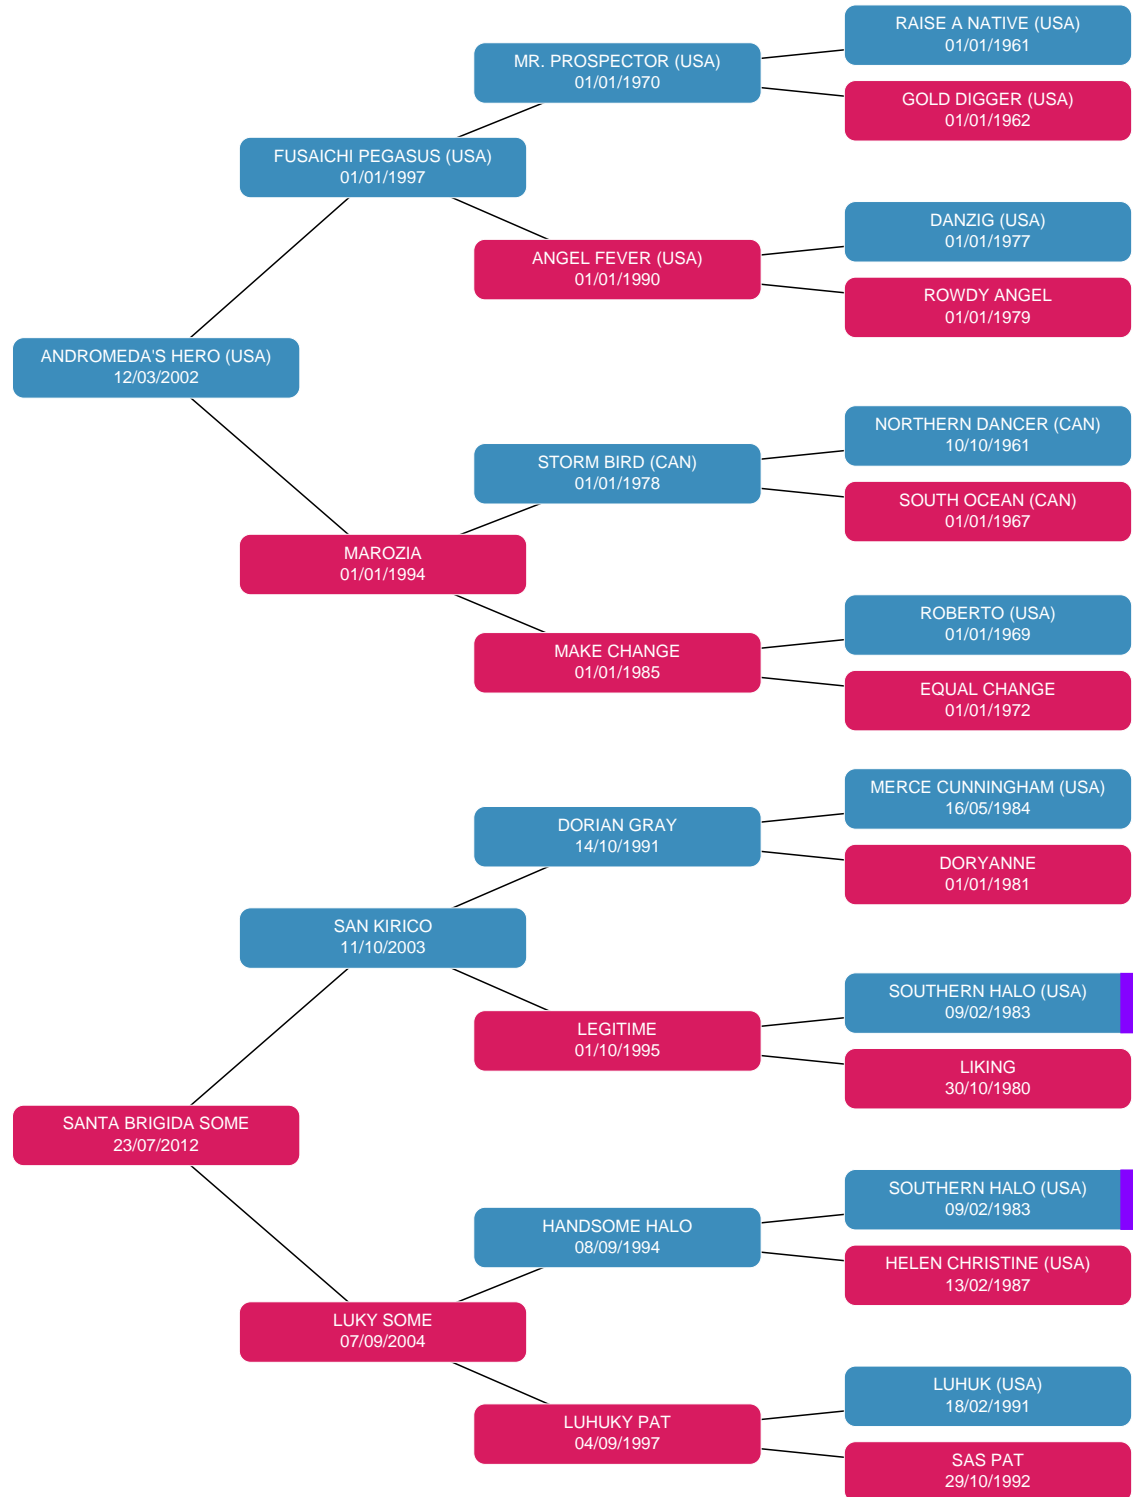 RAISE A NATIVE (USA)
01/01/1961
MR. PROSPECTOR (USA)
01/01/1970
GOLD DIGGER (USA)
01/01/1962
FUSAICHI PEGASUS (USA)
01/01/1997
DANZIG (USA)
01/01/1977
ANGEL FEVER (USA)
01/01/1990
ROWDY ANGEL
01/01/1979
ANDROMEDA'S HERO (USA)
12/03/2002
NORTHERN DANCER (CAN)
10/10/1961
STORM BIRD (CAN)
01/01/1978
SOUTH OCEAN (CAN)
01/01/1967
MAROZIA
01/01/1994
ROBERTO (USA)
01/01/1969
MAKE CHANGE
01/01/1985
EQUAL CHANGE
01/01/1972
MERCE CUNNINGHAM (USA)
16/05/1984
DORIAN GRAY
14/10/1991
DORYANNE
01/01/1981
SAN KIRICO
11/10/2003
SOUTHERN HALO (USA)
09/02/1983
LEGITIME
01/10/1995
LIKING
30/10/1980
SANTA BRIGIDA SOME
23/07/2012
SOUTHERN HALO (USA)
09/02/1983
HANDSOME HALO
08/09/1994
HELEN CHRISTINE (USA)
13/02/1987
LUKY SOME
07/09/2004
LUHUK (USA)
18/02/1991
LUHUKY PAT
04/09/1997
SAS PAT
29/10/1992